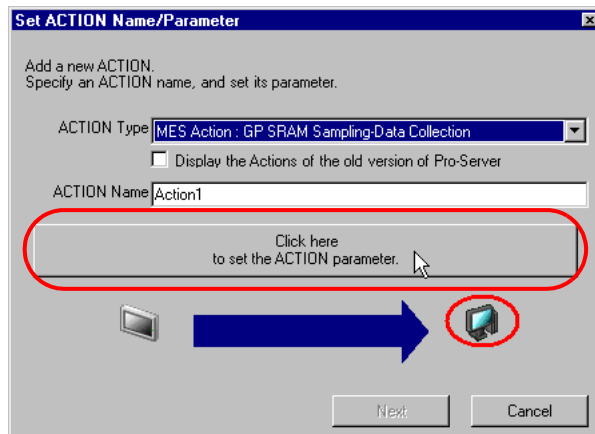 Set ACTION Name/Parameter
Add a new ACTION.
Specify an ACTION name, and set its parameter.
ACTION Type MES Action : GP SRAM Sampling-Data Collection
Display the Actions of the old version of Pro-Server
ACTION Name Action1
Click here
to set the ACTION parameter.
Next Cancel